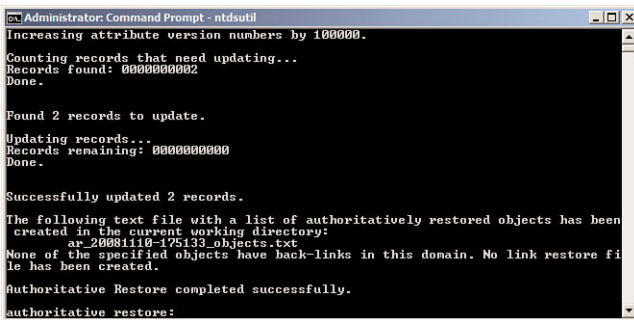 Administrator: Command Prompt - ntdsutil
Increasing attribute version numbers by 100000.
Counting records that need updating...
Records found: 0000000002
Done.
Found 2 records to update.
Updating records...
Records remaining: 0000000000
Done.
Successfully updated 2 records.
The following text file with a list of authoritatively restored objects has been
created in the current working directory:
ar_20081110-175133_objects.txt
None of the specified objects have back-links in this domain. No link restore fi
le has been created.
Authoritative Restore completed successfully.
authoritative restore: